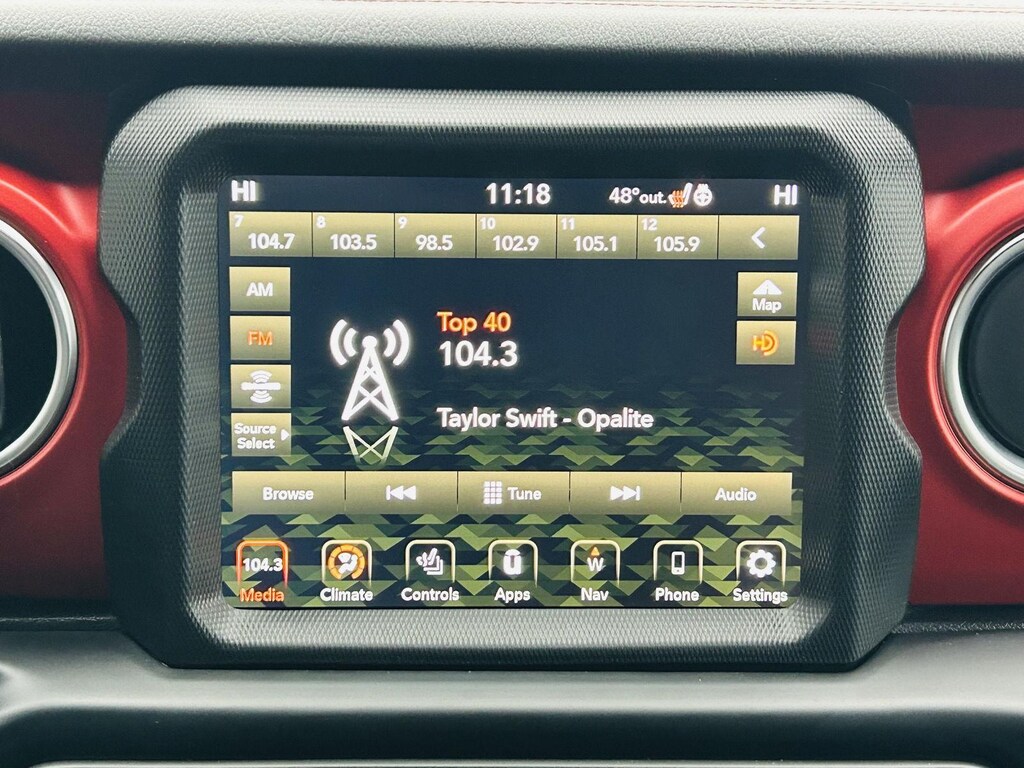 HI 11:18 48°out. HI
7 104.7 8 103.5 9 98.5 10 102.9 11 105.1 12 105.9
AM
Map
Top 40
FM
HD
104.3
Source
Select
Taylor Swift - Opalite
Browse Tune Audio
104.3 W
Media Climate Controls Apps Nav Phone Settings